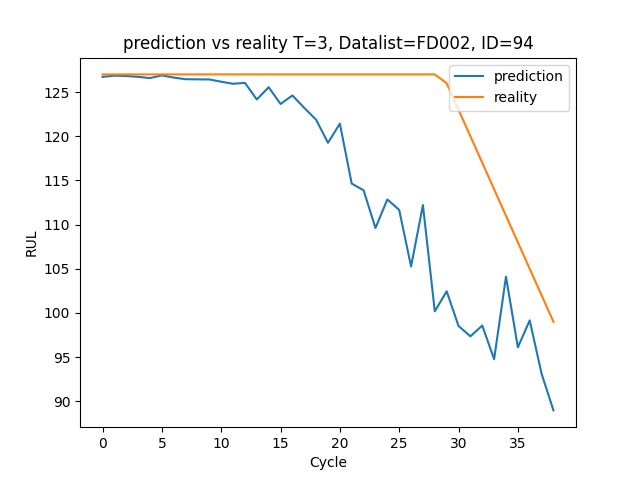 prediction vs reality T=3, Datalist=FD002, ID=94
prediction
reality
125
120
115
110
105
100
95
90
RUL
0 5 10 15 20 25 30 35
Cycle